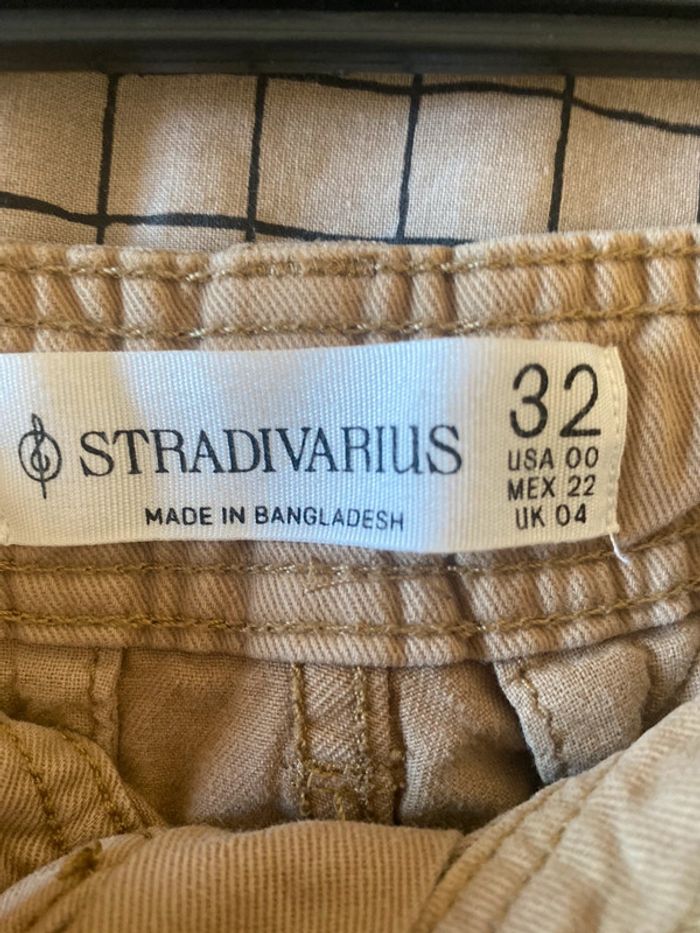 STRADIVARIUS
MADE IN BANGLADESH
32
USA 00
MEX 22
UK 04